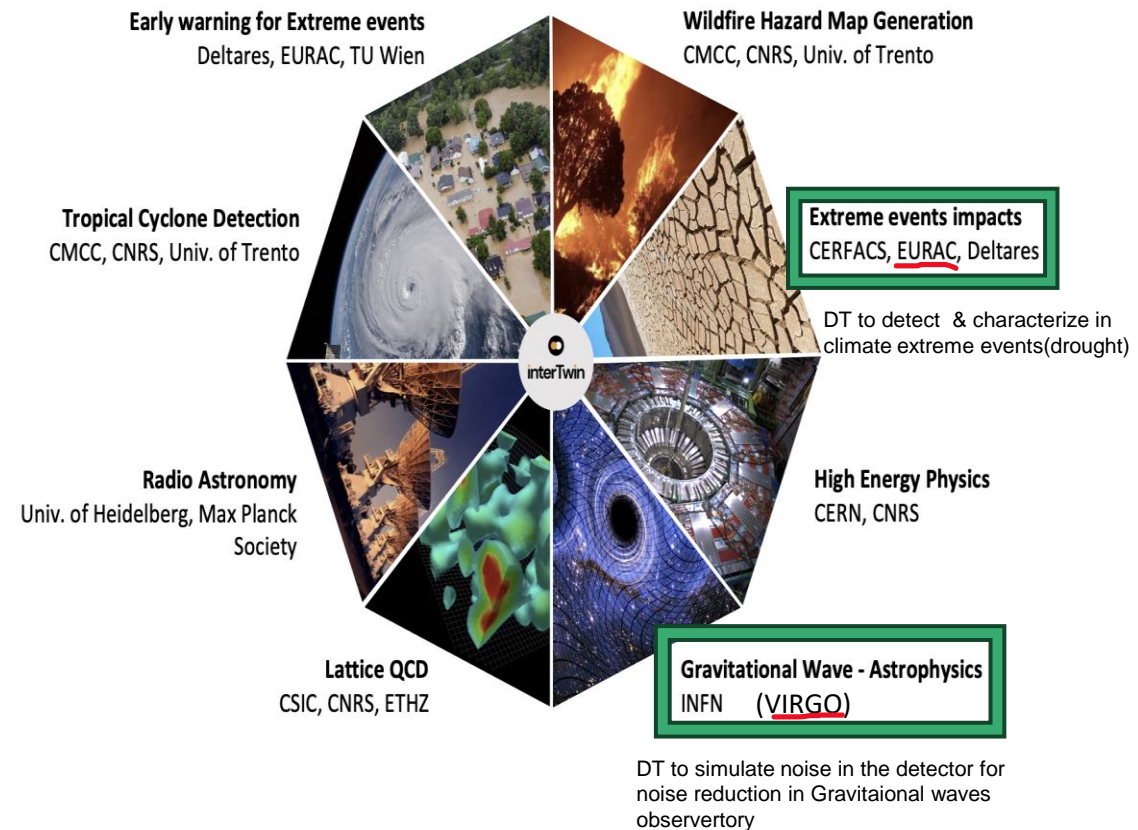 Early warning for Extreme events
Deltares, EURAC, TU Wien
Wildfire Hazard Map Generation
CMCC, CNRS, Univ. of Trento
Tropical Cyclone Detection
CMCC, CNRS, Univ. of Trento
Extreme events impacts
CERFACS, EURAC, Deltares
DT to detect & characterize in
climate extreme events(drought)
interTwin
Radio Astronomy
Univ. of Heidelberg, Max Planck
Society
High Energy Physics
CERN, CNRS
Lattice QCD
CSIC, CNRS, ETHZ
Gravitational Wave - Astrophysics
INFN (VIRGO)
DT to simulate noise in the detector for
noise reduction in Gravitaional waves
observertory